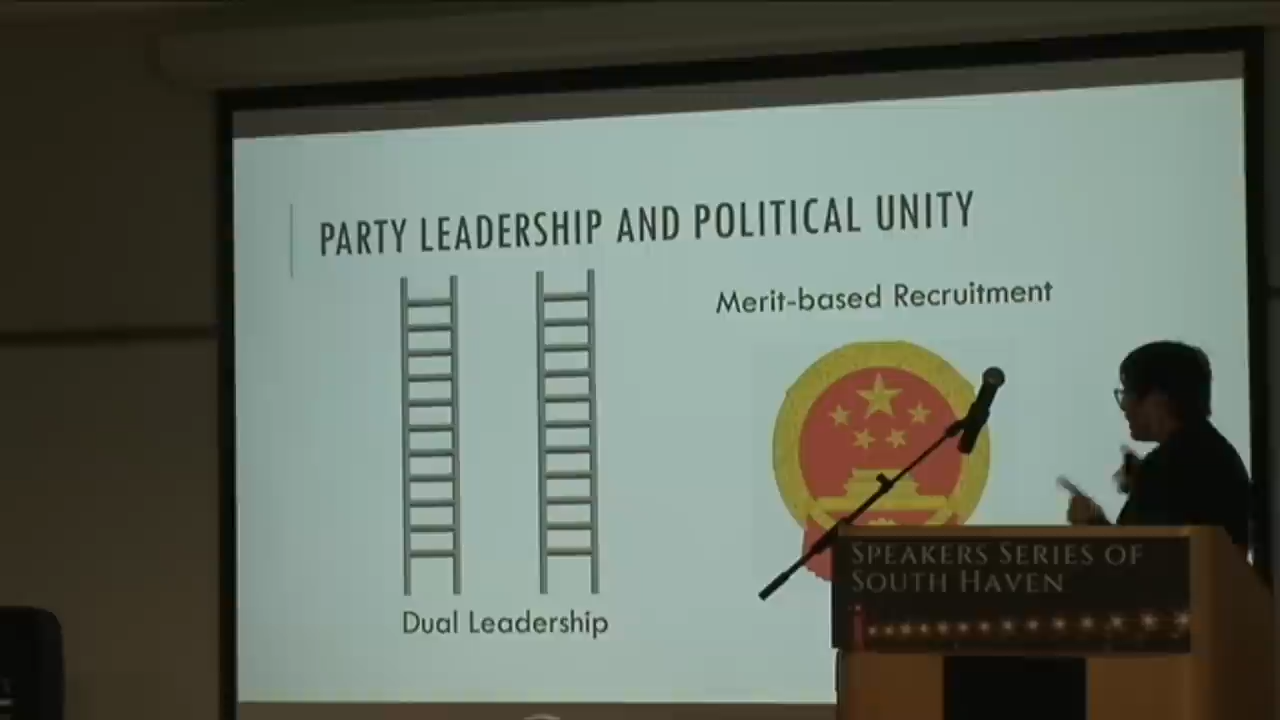 PARTY LEADERSHIP AND POLITICAL UNITY
Merit-based Recruitment
Dual Leadership
SPEAKERS SERIES OF
SOUTH HAVEN